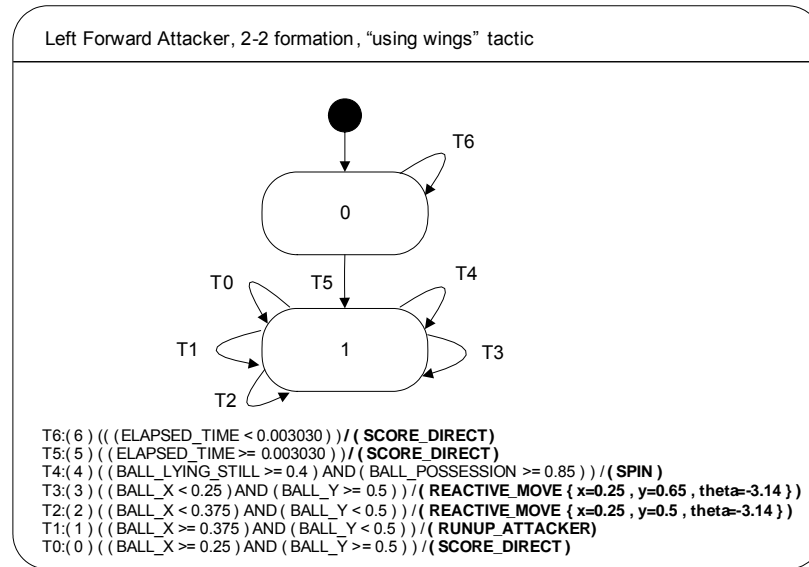 Left Forward Attacker, 2-2 formation, “using wings” tactic
T6
0
T5
T0
T4
T1
1
T3
T2
T6:( 6 ) (( ( ELAPSED_TIME < 0.003030 ) ) / ( SCORE_DIRECT )
T5:( 5 ) ( ( ELAPSED_TIME >= 0.003030 ) ) / ( SCORE_DIRECT )
T4:( 4 ) ( ( BALL_LYING_STILL >= 0.4 ) AND ( BALL_POSSESSION >= 0.85 ) ) / ( SPIN )
T3:( 3 ) ( ( BALL_X < 0.25 ) AND ( BALL_Y >= 0.5 ) ) / ( REACTIVE_MOVE { x=0.25 , y=0.65 , theta=-3.14 } )
T2:( 2 ) ( ( BALL_X < 0.375 ) AND ( BALL_Y < 0.5 ) ) / ( REACTIVE_MOVE { x=0.25 , y=0.5 , theta=-3.14 } )
T1:( 1 ) ( ( BALL_X >= 0.375 ) AND ( BALL_Y < 0.5 ) ) / ( RUNUP_ATTACKER)
T0:( 0 ) ( ( BALL_X >= 0.25 ) AND ( BALL_Y >= 0.5 ) ) / ( SCORE_DIRECT )